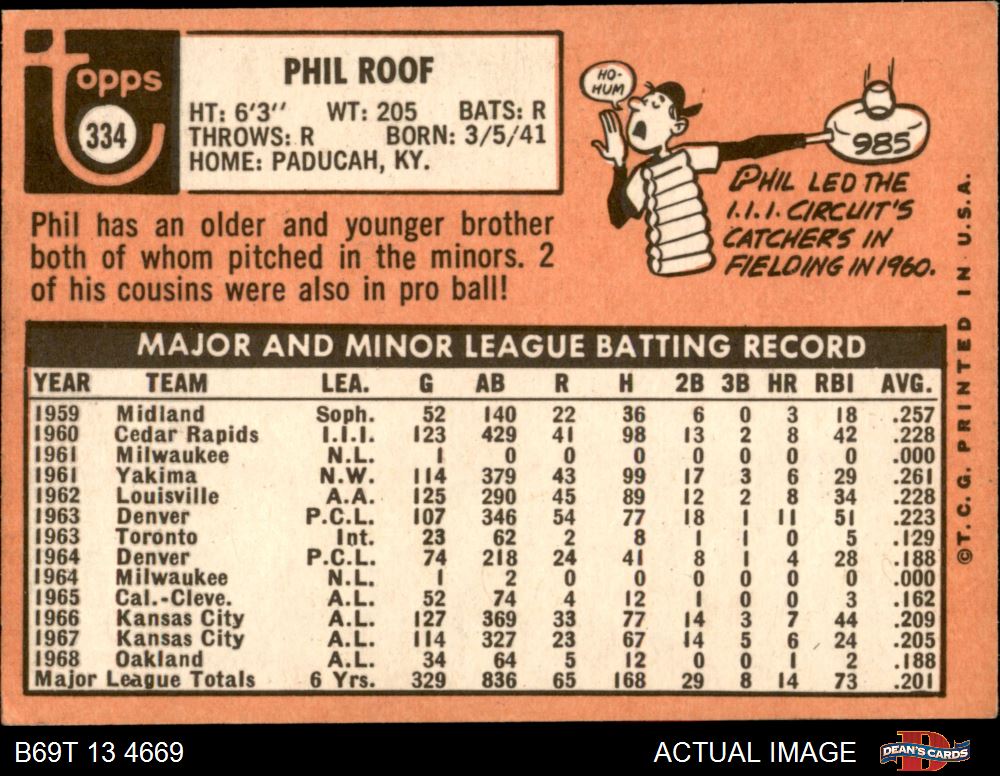 Topps
334
PHIL ROOF
HT: 6'3" WT: 205 BATS: R
THROWS: R BORN: 3/5/41
HOME: PADUCAH, KY.
HO-
HUM
985
PHIL LED THE
I.I.I. CIRCUIT'S
CATCHERS IN
FIELDING IN 1960.
Phil has an older and younger brother
both of whom pitched in the minors. 2
of his cousins were also in pro ball!
MAJOR AND MINOR LEAGUE BATTING RECORD
YEAR TEAM LEA. G AB R H 2B 3B HR RBI AVG.
1959 Midland Soph. 52 140 22 36 6 0 3 18 .257
1960 Cedar Rapids I.I.I. 123 429 41 98 13 2 8 42 .228
1961 Milwaukee N.L. 1 0 0 0 0 0 0 0 .000
1961 Yakima N.W. 114 379 43 99 17 3 6 29 .261
1962 Louisville A.A. 125 290 45 89 12 2 8 34 .228
1963 Denver P.C.L. 107 346 54 77 18 1 11 51 .223
1963 Toronto Int. 23 62 2 8 1 1 0 5 .129
1964 Denver P.C.L. 74 218 24 41 8 1 4 28 .188
1964 Milwaukee N.L. 1 2 0 0 0 0 0 0 .000
1965 Cal.-Cleve. A.L. 52 74 4 12 1 0 0 3 .162
1966 Kansas City A.L. 127 369 33 77 14 3 7 44 .209
1967 Kansas City A.L. 114 327 23 67 14 5 6 24 .205
1968 Oakland A.L. 34 64 5 12 0 0 1 2 .188
Major League Totals 6 Yrs. 329 836 65 168 29 8 14 73 .201
©T.C.G. PRINTED IN U.S.A.
B69T 13 4669
ACTUAL IMAGE
D
DEAN'S CARDS